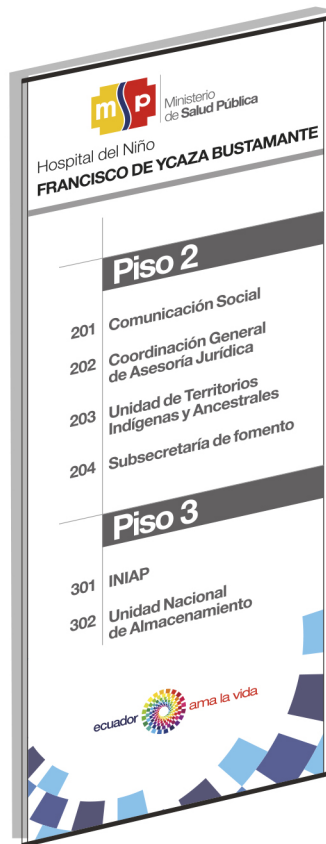 msp
Ministerio
de Salud Pública
Hospital del Niño
FRANCISCO DE YCAZA BUSTAMANTE
Piso 2
201 Comunicación Social
202 Coordinación General
de Asesoría Jurídica
203 Unidad de Territorios
Indígenas y Ancestrales
204 Subsecretaría de fomento
Piso 3
301 INIAP
302 Unidad Nacional
de Almacenamiento
ecuador ama la vida